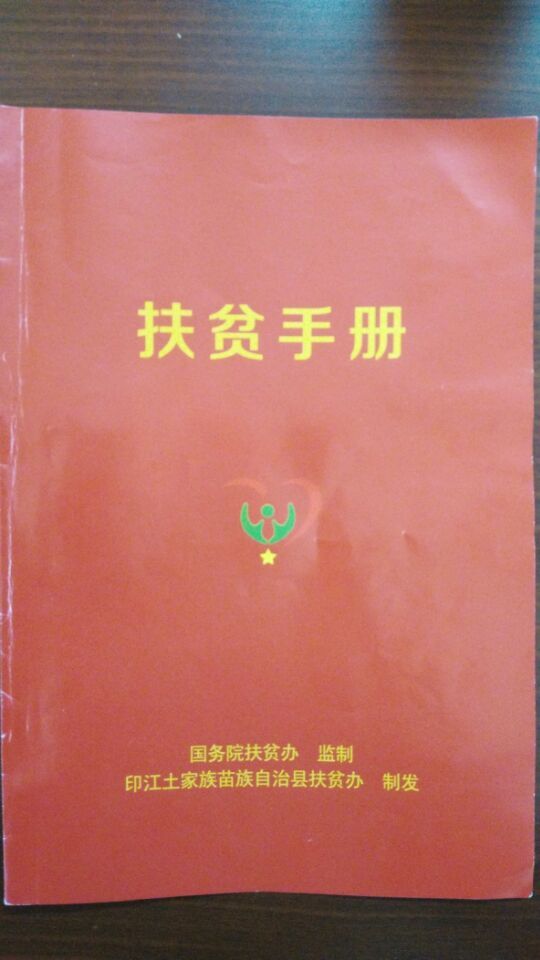 扶贫手册
国务院扶贫办 监制
印江土家族苗族自治县扶贫办 制发